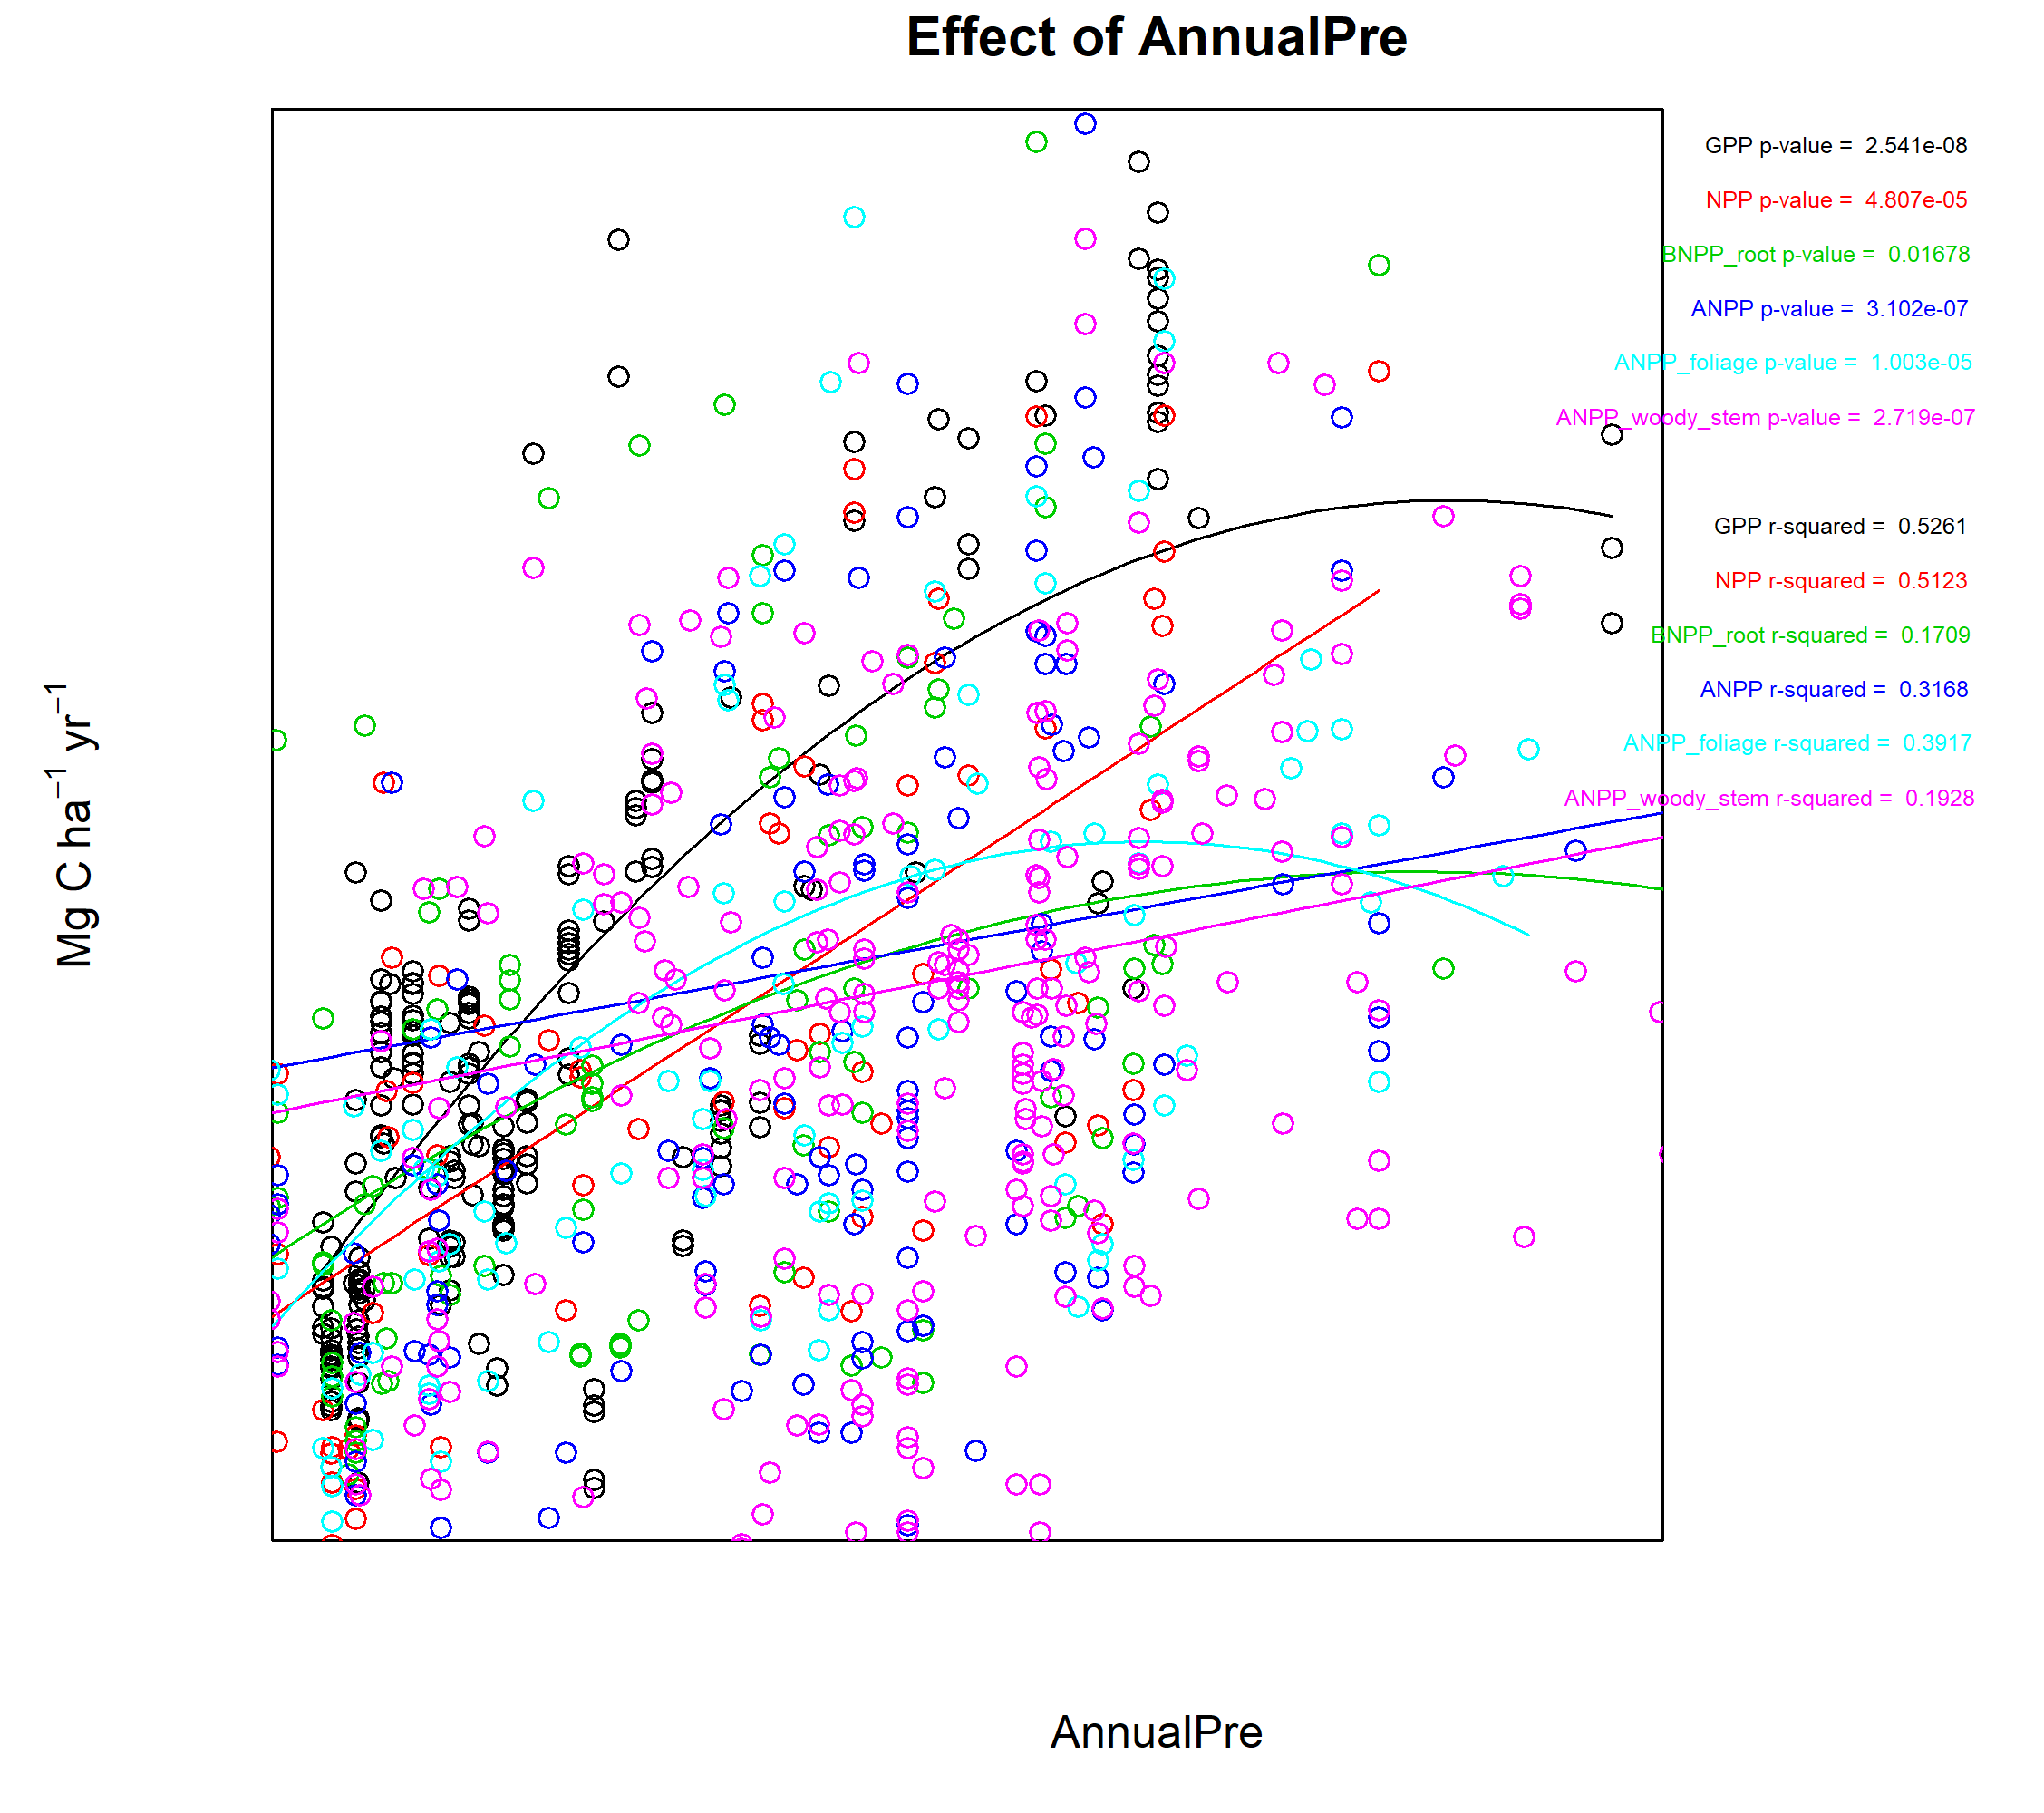 Effect of AnnualPre
GPP p-value = 2.541e-08
NPP p-value = 4.807e-05
BNPP_root p-value = 0.01678
ANPP p-value = 3.102e-07
ANPP_foliage p-value = 1.003e-05
ANPP_woody_stem p-value = 2.719e-07
GPP r-squared = 0.5261
NPP r-squared = 0.5123
BNPP_root r-squared = 0.1709
ANPP r-squared = 0.3168
ANPP_foliage r-squared = 0.3917
ANPP_woody_stem r-squared = 0.1928
Mg C ha⁻¹ yr⁻¹
AnnualPre